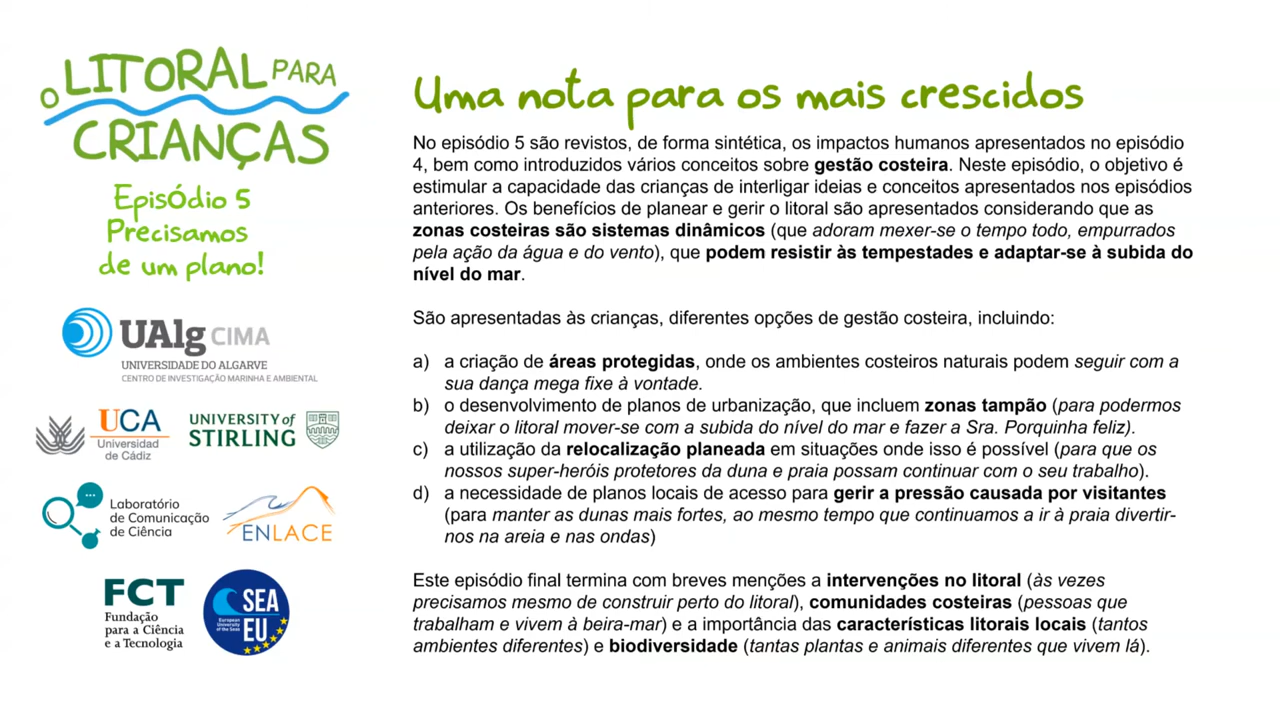 O LITORAL PARA
CRIANÇAS
Episódio 5
Precisamos
de um plano!
UAlg CIMA
UNIVERSIDADE DO ALGARVE
CENTRO DE INVESTIGAÇÃO MARINHA E AMBIENTAL
UCA
Universidad
de Cádiz
UNIVERSITY of
STIRLING
Laboratório
de Comunicação
de Ciência
ENLACE
FCT
Fundação
para a Ciência
e a Tecnologia
SEA
European
University
of the Seas
EU
Uma nota para os mais crescidos
No episódio 5 são revistos, de forma sintética, os impactos humanos apresentados no episódio
4, bem como introduzidos vários conceitos sobre gestão costeira. Neste episódio, o objetivo é
estimular a capacidade das crianças de interligar ideias e conceitos apresentados nos episódios
anteriores. Os benefícios de planear e gerir o litoral são apresentados considerando que as
zonas costeiras são sistemas dinâmicos (que adoram mexer-se o tempo todo, empurrados
pela ação da água e do vento), que podem resistir às tempestades e adaptar-se à subida do
nível do mar.
São apresentadas às crianças, diferentes opções de gestão costeira, incluindo:
a) a criação de áreas protegidas, onde os ambientes costeiros naturais podem seguir com a
sua dança mega fixe à vontade.
b) o desenvolvimento de planos de urbanização, que incluem zonas tampão (para podermos
deixar o litoral mover-se com a subida do nível do mar e fazer a Sra. Porquinha feliz).
c) a utilização da relocalização planeada em situações onde isso é possível (para que os
nossos super-heróis protetores da duna e praia possam continuar com o seu trabalho).
d) a necessidade de planos locais de acesso para gerir a pressão causada por visitantes
(para manter as dunas mais fortes, ao mesmo tempo que continuamos a ir à praia divertir-
nos na areia e nas ondas)
Este episódio final termina com breves menções a intervenções no litoral (às vezes
precisamos mesmo de construir perto do litoral), comunidades costeiras (pessoas que
trabalham e vivem à beira-mar) e a importância das características litorais locais (tantos
ambientes diferentes) e biodiversidade (tantas plantas e animais diferentes que vivem lá).